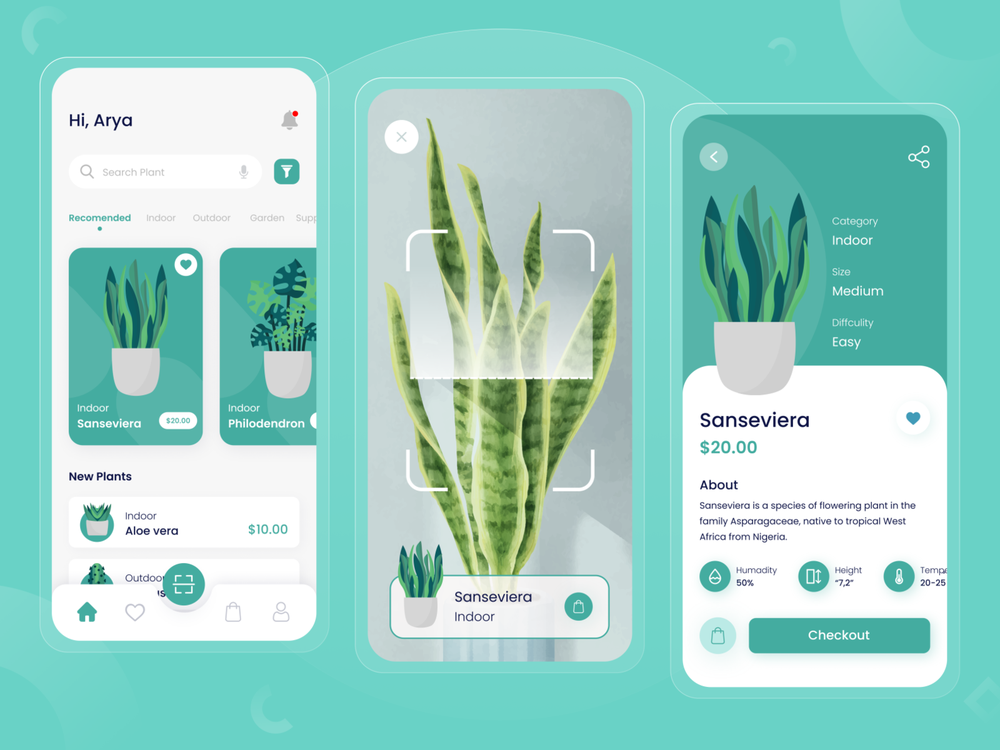 Hi, Arya
Search Plant
Recomended Indoor Outdoor Garden Supp
Indoor
Sanseviera
$20.00
Indoor
Philodendron
New Plants
Indoor
Aloe vera
$10.00
Outdoo
Sanseviera
Indoor
Category
Indoor
Size
Medium
Diffculity
Easy
Sanseviera
$20.00
About
Sanseviera is a species of flowering plant in the
family Asparagaceae, native to tropical West
Africa from Nigeria.
Humadity
50%
Height
“7,2”
Tempe
20-25
Checkout